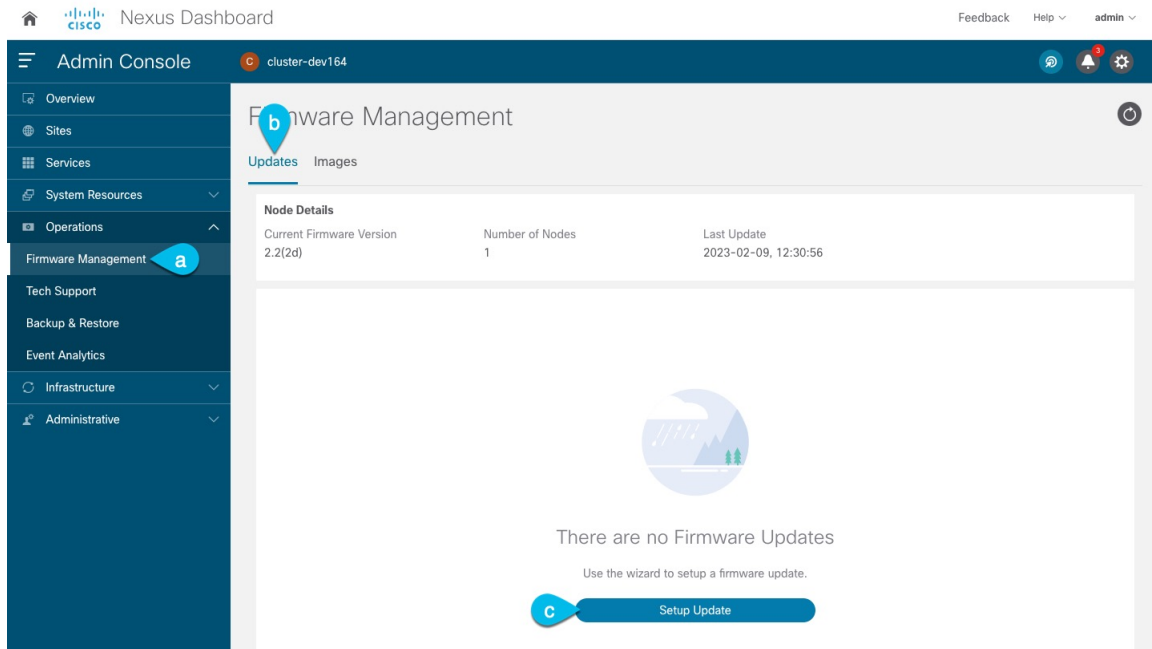 CISCO Nexus Dashboard Feedback Help admin
Admin Console C cluster-dev164 3
Overview
Sites
Services
System Resources
Operations
Firmware Management a
Tech Support
Backup & Restore
Event Analytics
Infrastructure
Administrative
Firmware Management
b
Updates Images
Node Details
Current Firmware Version Number of Nodes Last Update
2.2(2d) 1 2023-02-09, 12:30:56
There are no Firmware Updates
Use the wizard to setup a firmware update.
c Setup Update